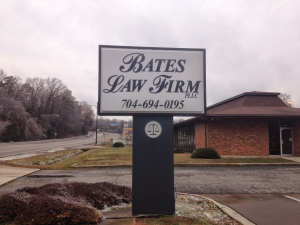 BATES
LAW FIRM
PLLC
704-694-0195